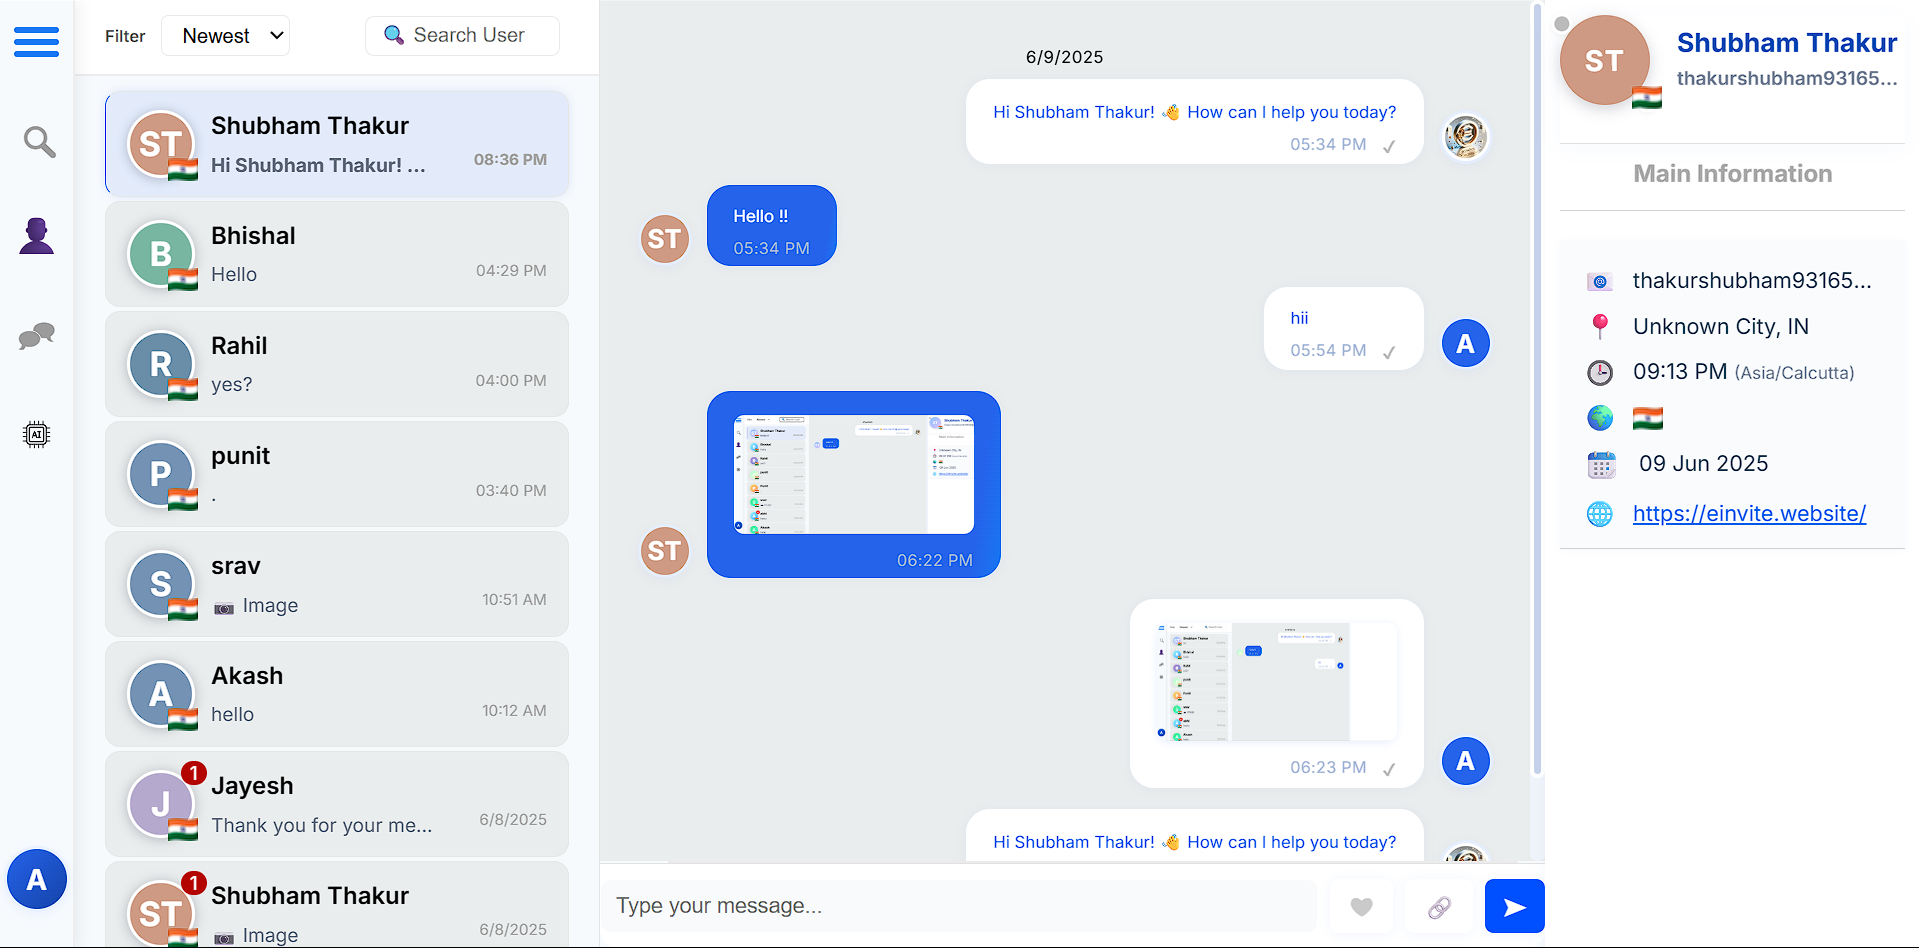 Filter
Newest
Search User
ST
Shubham Thakur
Hi Shubham Thakur! ...
08:36 PM
B
Bhishal
Hello
04:29 PM
R
Rahil
yes?
04:00 PM
P
punit
.
03:40 PM
S
srav
Image
10:51 AM
A
Akash
hello
10:12 AM
J
1
Jayesh
Thank you for your me...
6/8/2025
ST
1
Shubham Thakur
Image
6/8/2025
AI
A
6/9/2025
Hi Shubham Thakur! How can I help you today?
05:34 PM
ST
Hello !!
05:34 PM
hii
05:54 PM
A
ST
06:22 PM
06:23 PM
A
Hi Shubham Thakur! How can I help you today?
Type your message...
ST
Shubham Thakur
thakurshubham93165...
Main Information
thakurshubham93165...
Unknown City, IN
09:13 PM (Asia/Calcutta)
09 Jun 2025
https://einvite.website/